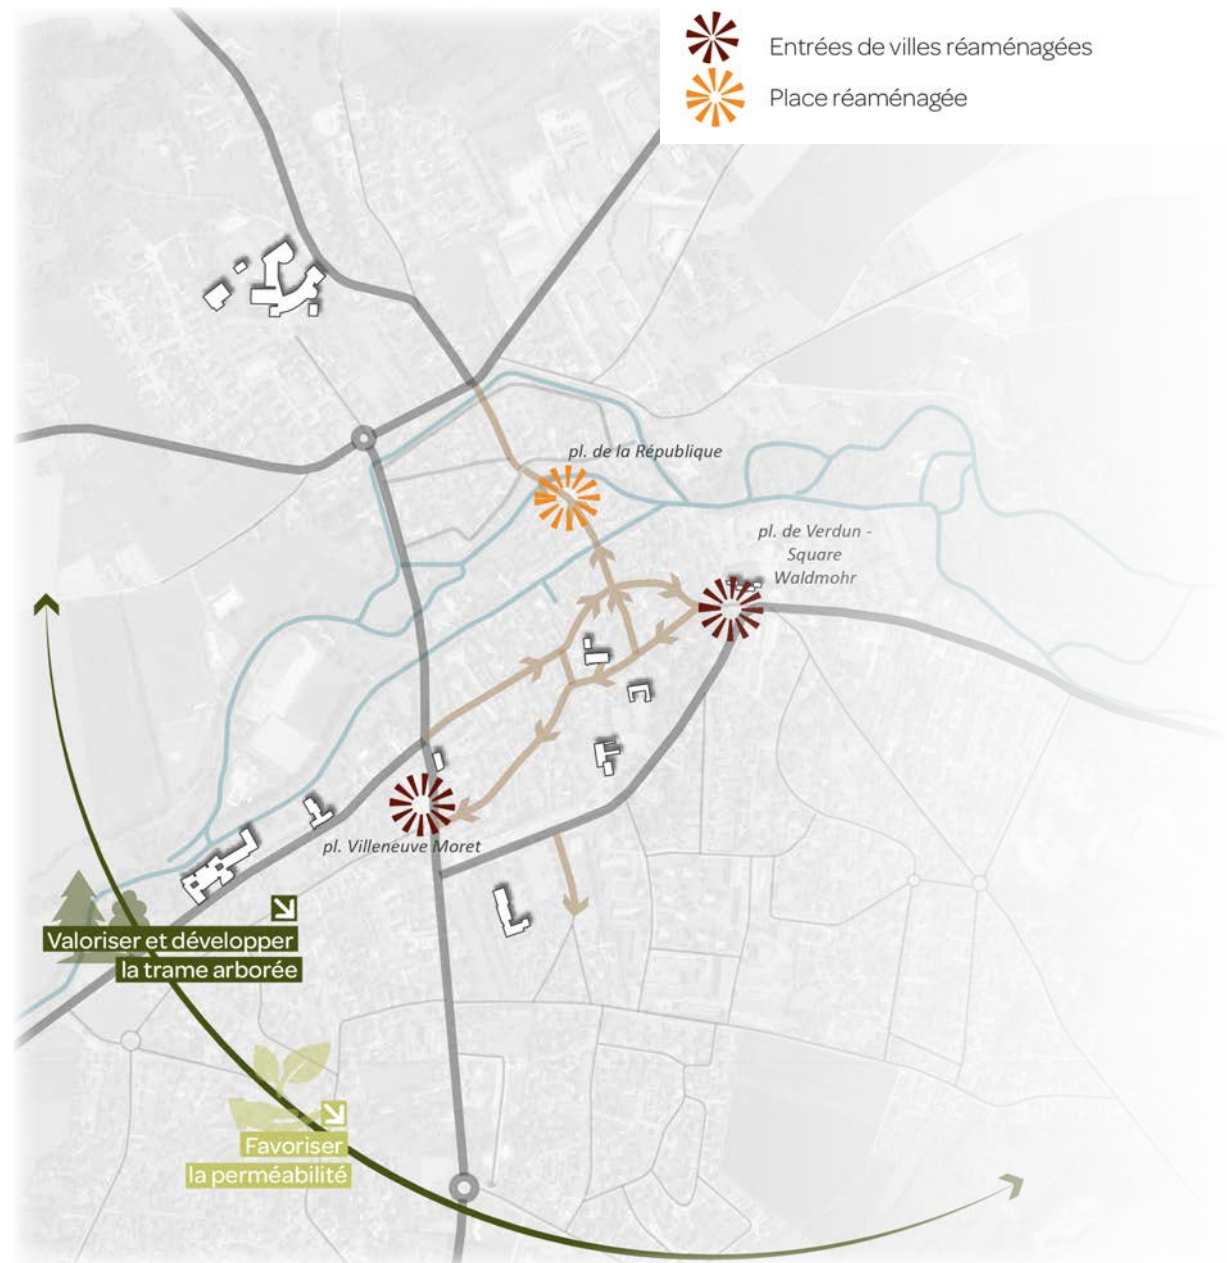 Entrées de villes réaménagées
Place réaménagée
pl. de la République
pl. de Verdun -
Square
Waldmohr
pl. Villeneuve Moret
Valoriser et développer
la trame arborée
Favoriser
la perméabilité